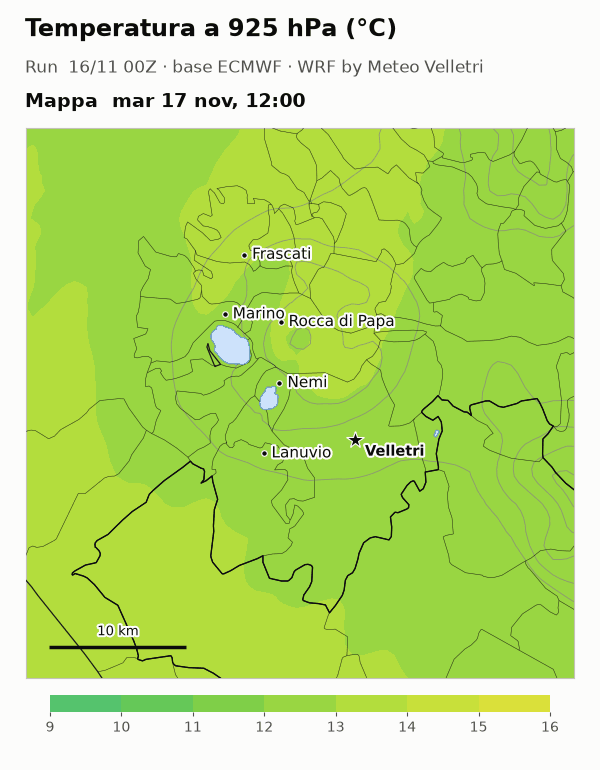 Temperatura a 925 hPa (°C)
Run  16/11 00Z · base ECMWF · WRF by Meteo Velletri
Mappa  mar 17 nov, 12:00
Frascati
Marino
Rocca di Papa
Nemi
Velletri
Lanuvio
10 km
9 10 11 12 13 14 15 16